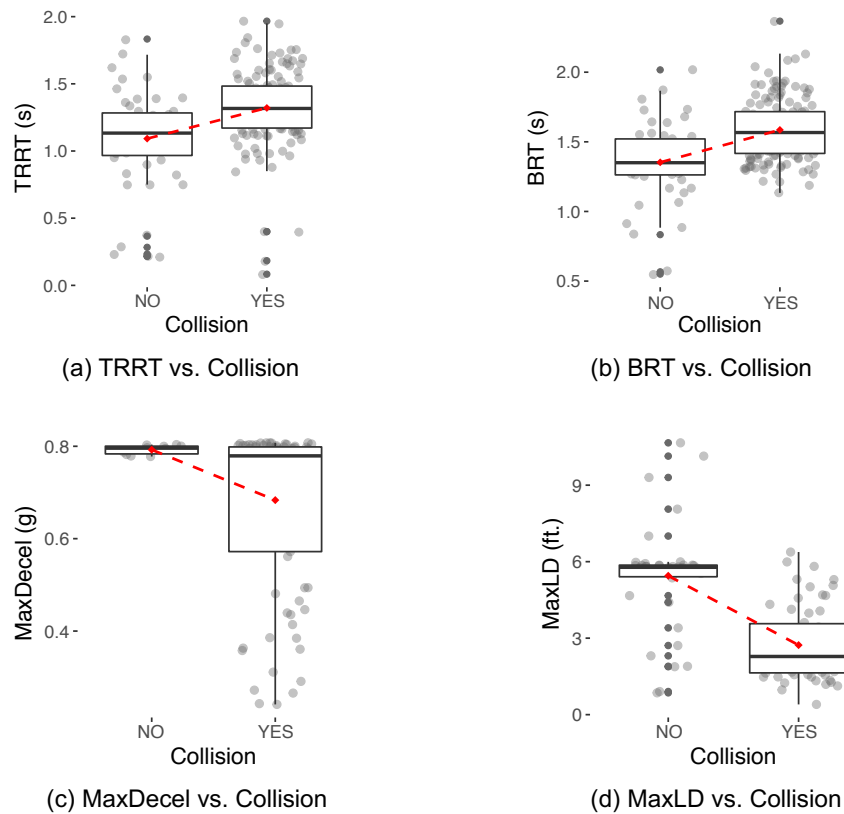 2.0
1.5
1.0
0.5
0.0
TRRT (s)
NO YES
Collision
(a) TRRT vs. Collision
2.0
1.5
1.0
0.5
BRT (s)
NO YES
Collision
(b) BRT vs. Collision
0.8
0.6
0.4
MaxDecel (g)
NO YES
Collision
(c) MaxDecel vs. Collision
9
6
3
0
MaxLD (ft.)
NO YES
Collision
(d) MaxLD vs. Collision